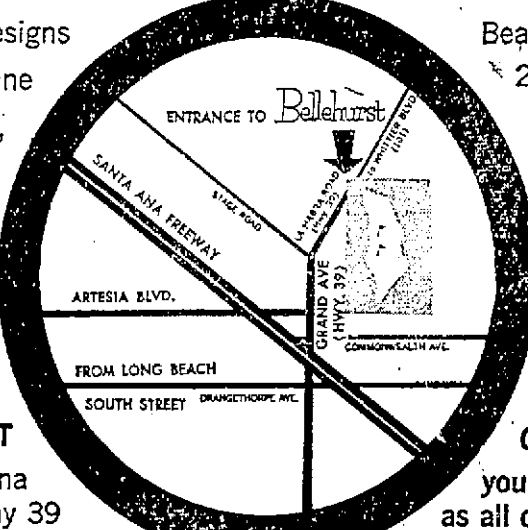 esigns
Bea
ne
2
ENTRANCE TO Bellehurst
TO WHITTIER BLVD.
(101)
LA HABRA ROAD
(HWY. 39)
STAGE ROAD
SANTA ANA FREEWAY
GRAND AVE
(HWY. 39)
ARTESIA BLVD.
COMMONWEALTH AVE.
FROM LONG BEACH
SOUTH STREET
ORANGETHORPE AVE.
T
na
y 39
you
as all